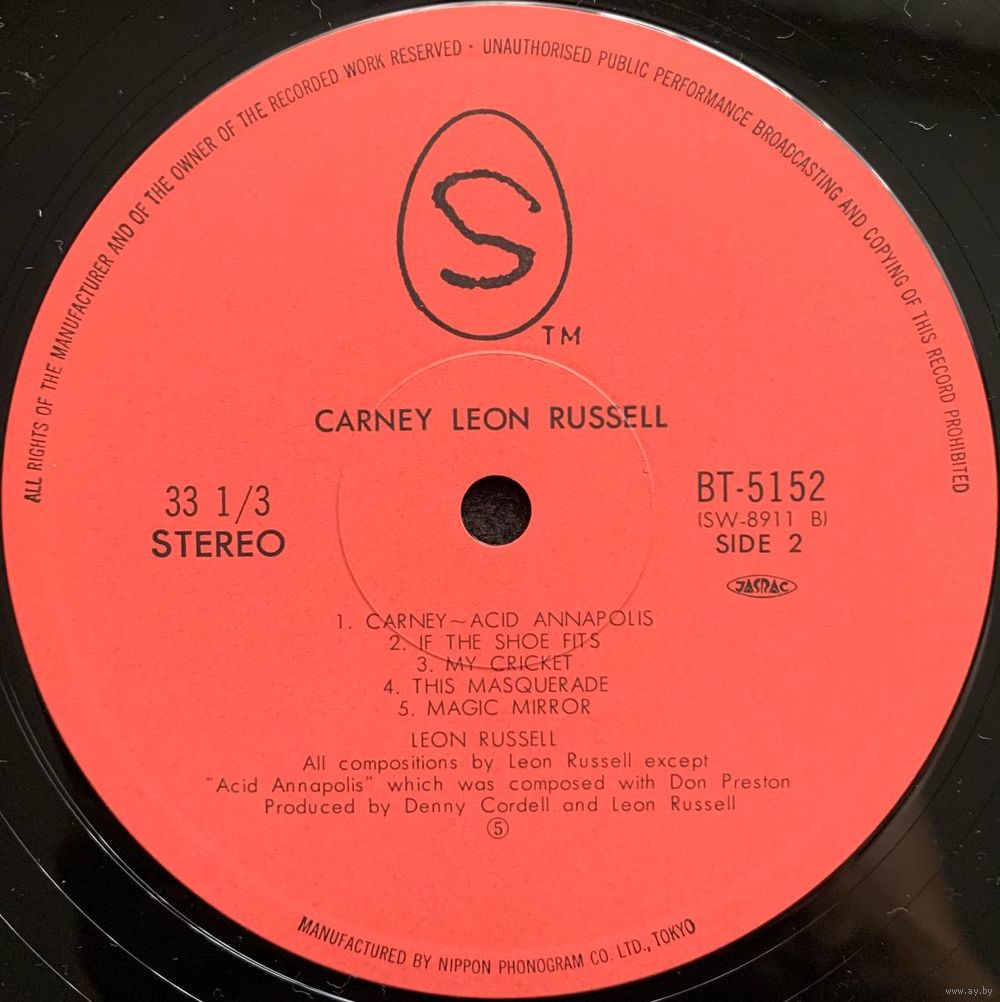 ALL RIGHTS OF THE MANUFACTURER AND OF THE OWNER OF THE RECORDED WORK RESERVED · UNAUTHORISED PUBLIC PERFORMANCE BROADCASTING AND COPYING OF THIS RECORD PROHIBITED
S
TM
CARNEY LEON RUSSELL
33 1/3
STEREO
BT-5152
(SW-8911 B)
SIDE 2
JASRAC
1. CARNEY~ACID ANNAPOLIS
2. IF THE SHOE FITS
3. MY CRICKET
4. THIS MASQUERADE
5. MAGIC MIRROR
LEON RUSSELL
All compositions by Leon Russell except
"Acid Annapolis" which was composed with Don Preston
Produced by Denny Cordell and Leon Russell
⑤
MANUFACTURED BY NIPPON PHONOGRAM CO. LTD., TOKYO
www.ay.by